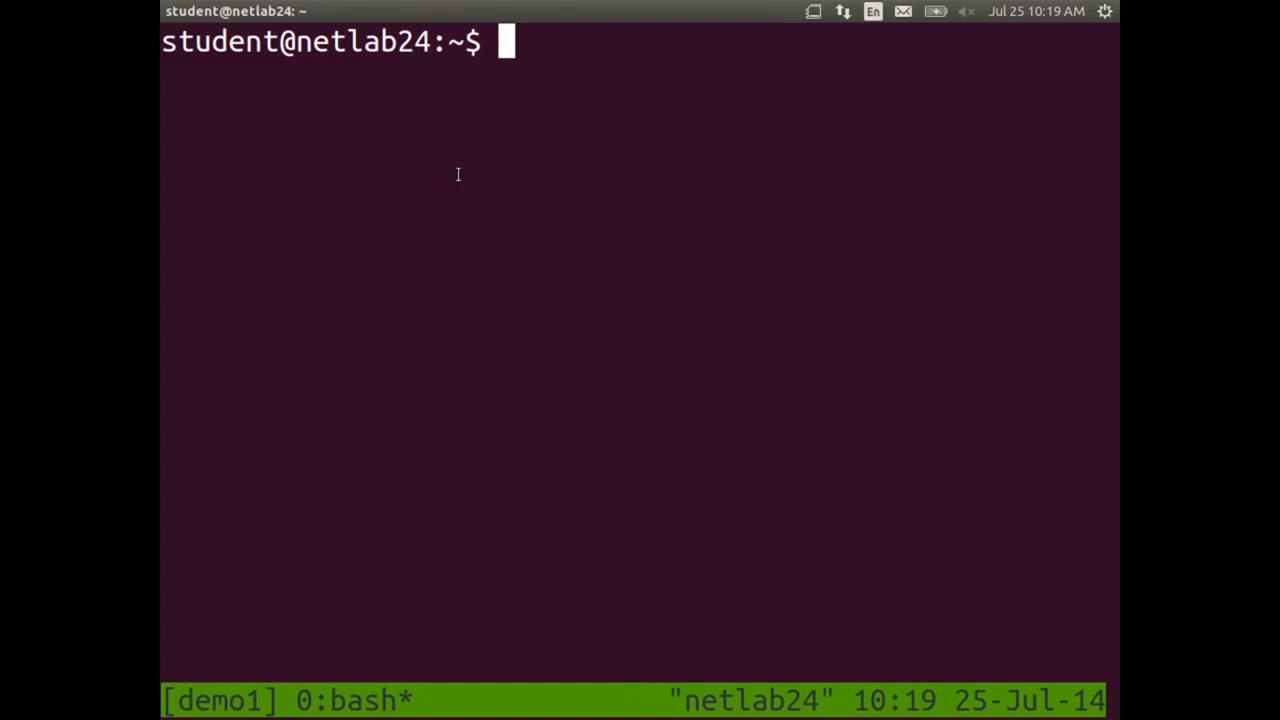 student@netlab24: ~
En
Jul 25 10:19 AM
student@netlab24:~$
[demo1] 0:bash*
"netlab24" 10:19 25-Jul-14